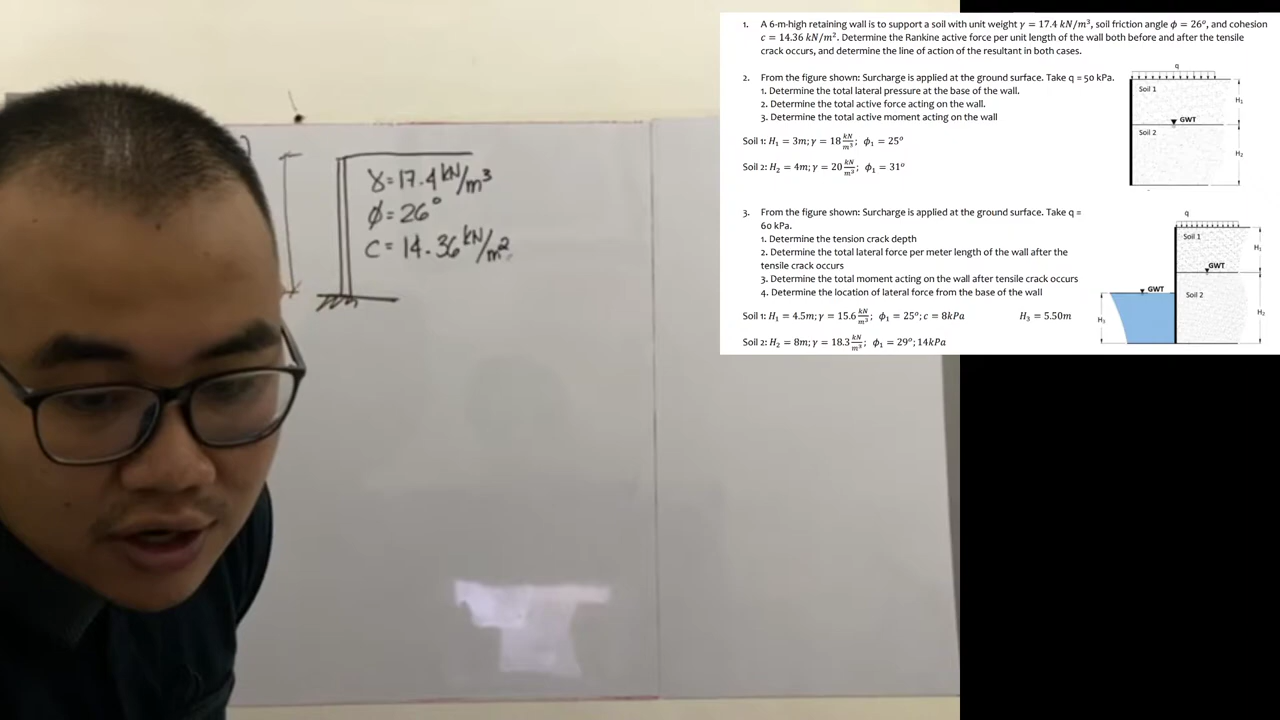 1. A 6-m-high retaining wall is to support a soil with unit weight γ = 17.4 kN/m³, soil friction angle ϕ = 26°, and cohesion
c = 14.36 kN/m². Determine the Rankine active force per unit length of the wall both before and after the tensile
crack occurs, and determine the line of action of the resultant in both cases.
2. From the figure shown: Surcharge is applied at the ground surface. Take q = 50 kPa.
1. Determine the total lateral pressure at the base of the wall.
2. Determine the total active force acting on the wall.
3. Determine the total active moment acting on the wall
Soil 1: H₁ = 3m; γ = 18 kN/m³; ϕ₁ = 25°
Soil 2: H₂ = 4m; γ = 20 kN/m³; ϕ₁ = 31°
q
Soil 1
H₁
GWT
Soil 2
H₂
3. From the figure shown: Surcharge is applied at the ground surface. Take q =
60 kPa.
1. Determine the tension crack depth
2. Determine the total lateral force per meter length of the wall after the
tensile crack occurs
3. Determine the total moment acting on the wall after tensile crack occurs
4. Determine the location of lateral force from the base of the wall
Soil 1: H₁ = 4.5m; γ = 15.6 kN/m³; ϕ₁ = 25°; c = 8kPa H₃ = 5.50m
Soil 2: H₂ = 8m; γ = 18.3 kN/m³; ϕ₁ = 29°; 14kPa
q
Soil 1
H₁
GWT
GWT
Soil 2
H₃
H₂
γ = 17.4 kN/m³
ϕ = 26°
c = 14.36 kN/m²